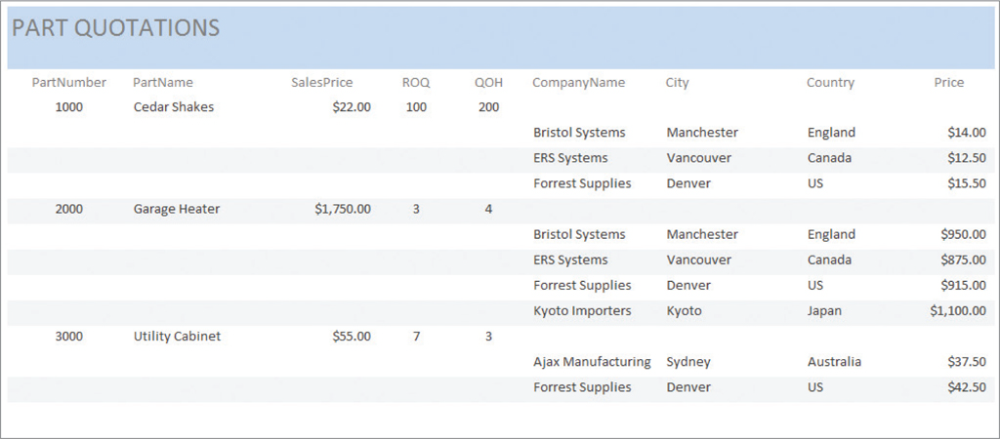 PART QUOTATIONS
PartNumber PartName SalesPrice ROQ QOH CompanyName City Country Price
1000 Cedar Shakes $22.00 100 200
Bristol Systems Manchester England $14.00
ERS Systems Vancouver Canada $12.50
Forrest Supplies Denver US $15.50
2000 Garage Heater $1,750.00 3 4
Bristol Systems Manchester England $950.00
ERS Systems Vancouver Canada $875.00
Forrest Supplies Denver US $915.00
Kyoto Importers Kyoto Japan $1,100.00
3000 Utility Cabinet $55.00 7 3
Ajax Manufacturing Sydney Australia $37.50
Forrest Supplies Denver US $42.50